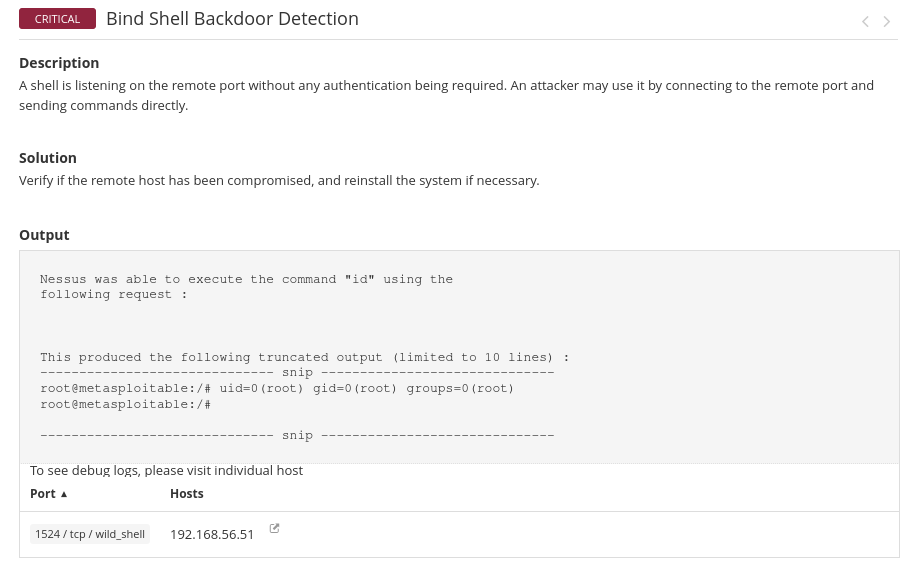 CRITICAL Bind Shell Backdoor Detection
Description
A shell is listening on the remote port without any authentication being required. An attacker may use it by connecting to the remote port and
sending commands directly.
Solution
Verify if the remote host has been compromised, and reinstall the system if necessary.
Output
Nessus was able to execute the command "id" using the
following request :
This produced the following truncated output (limited to 10 lines) :
------------------------------ snip ------------------------------
root@metasploitable:/# uid=0(root) gid=0(root) groups=0(root)
root@metasploitable:/#
------------------------------ snip ------------------------------
To see debug logs, please visit individual host
Port ▲ Hosts
1524 / tcp / wild_shell 192.168.56.51